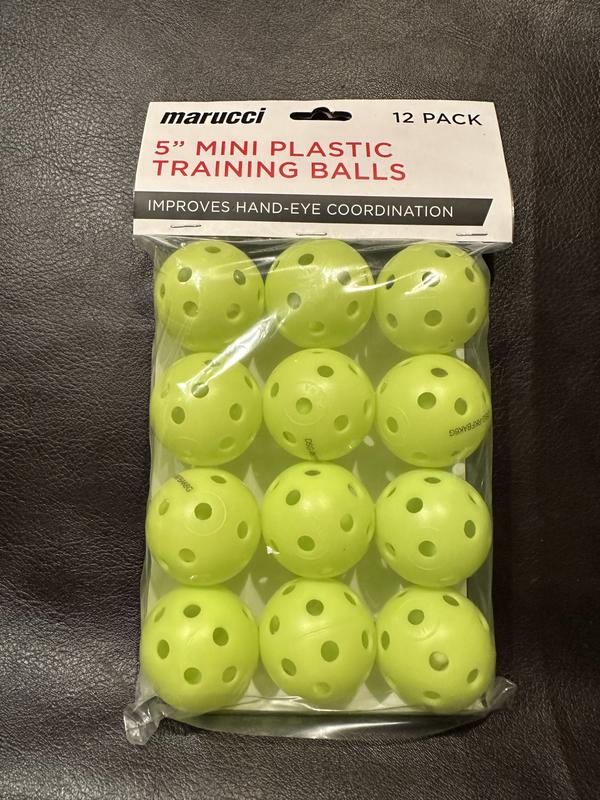 marucci
12 PACK
5” MINI PLASTIC
TRAINING BALLS
IMPROVES HAND-EYE COORDINATION